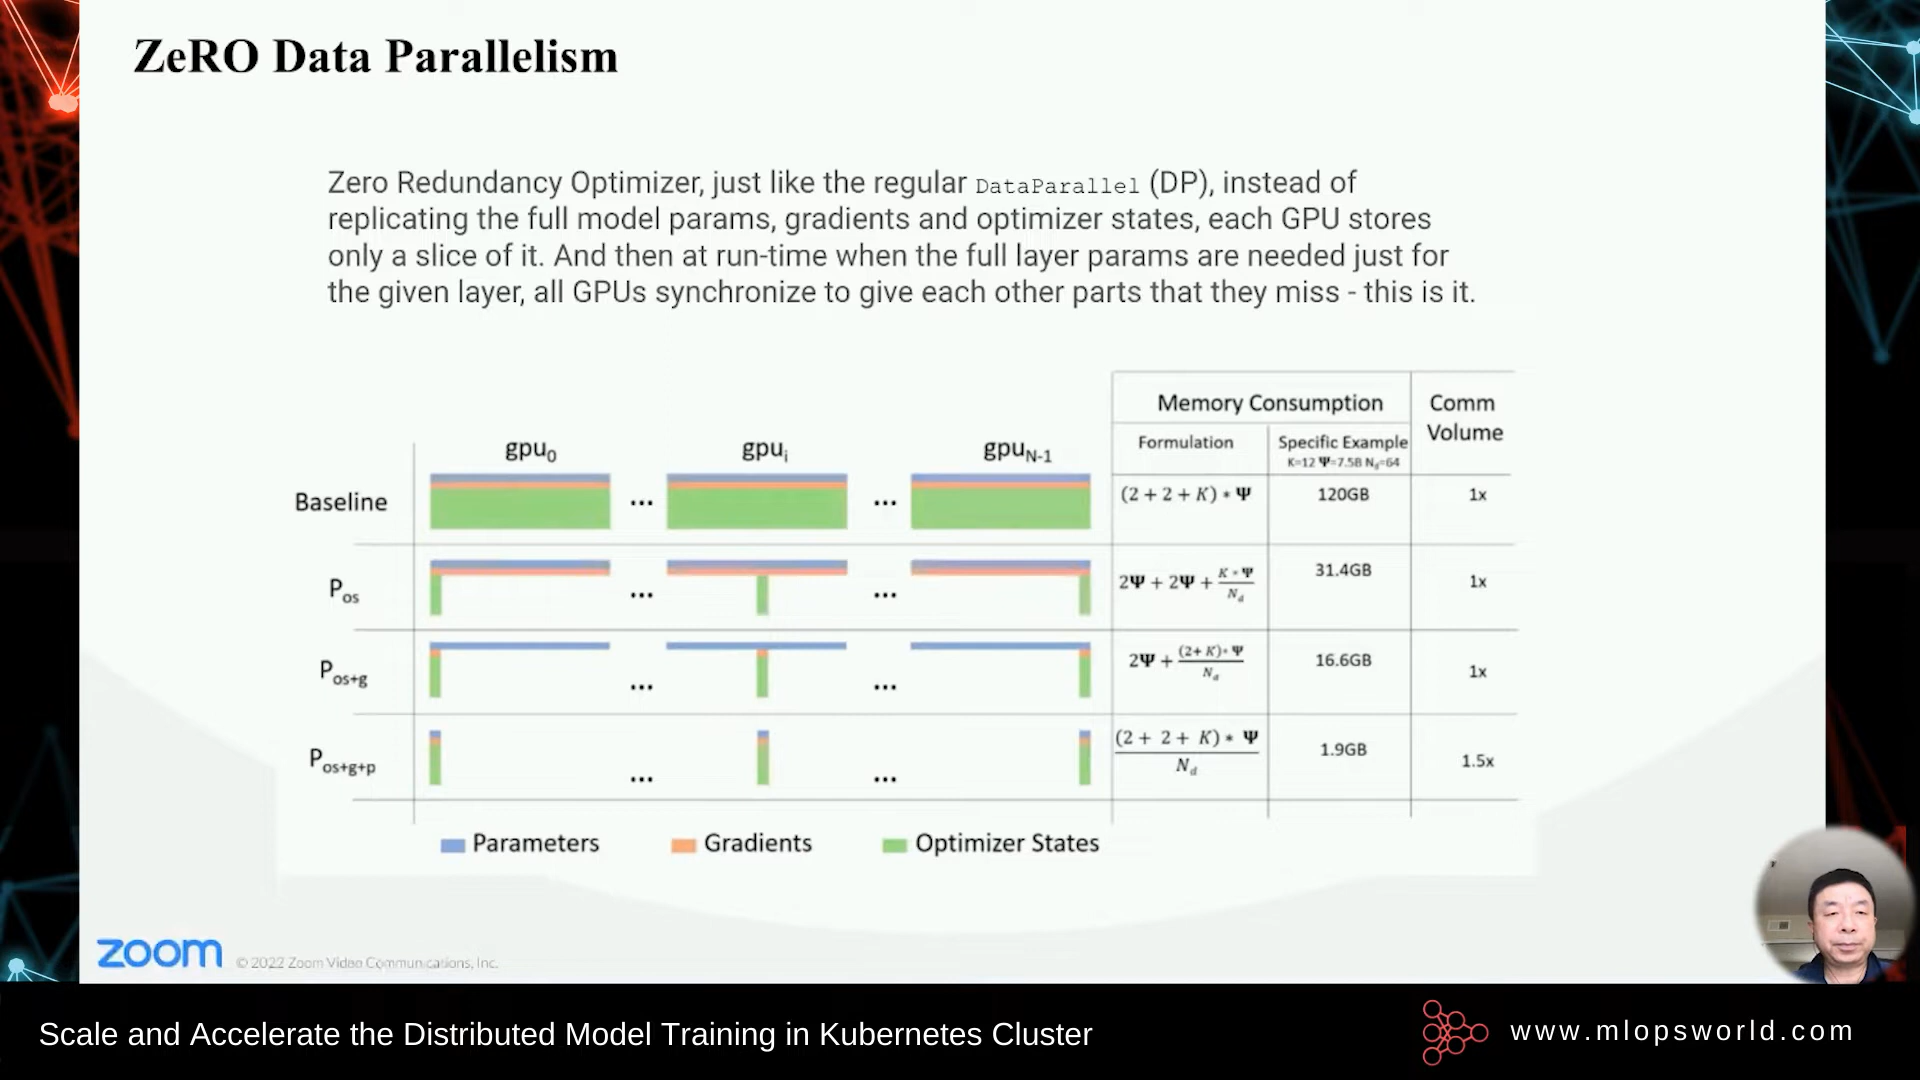 ZeRO Data Parallelism
Zero Redundancy Optimizer, just like the regular DataParallel (DP), instead of
replicating the full model params, gradients and optimizer states, each GPU stores
only a slice of it. And then at run-time when the full layer params are needed just for
the given layer, all GPUs synchronize to give each other parts that they miss - this is it.
Memory Consumption
Comm
Volume
gpu0
gpui
gpuN-1
Formulation
Specific Example
K=12 Ψ=7.5B Nd=64
Baseline
...
...
(2 + 2 + K) * Ψ
120GB
1x
Pos
...
...
2Ψ + 2Ψ + K * Ψ / Nd
31.4GB
1x
Pos+g
...
...
2Ψ + (2+ K) * Ψ / Nd
16.6GB
1x
Pos+g+p
...
...
(2 + 2 + K) * Ψ / Nd
1.9GB
1.5x
Parameters
Gradients
Optimizer States
zoom
© 2022 Zoom Video Communications, Inc.
Scale and Accelerate the Distributed Model Training in Kubernetes Cluster
www.mlopsworld.com